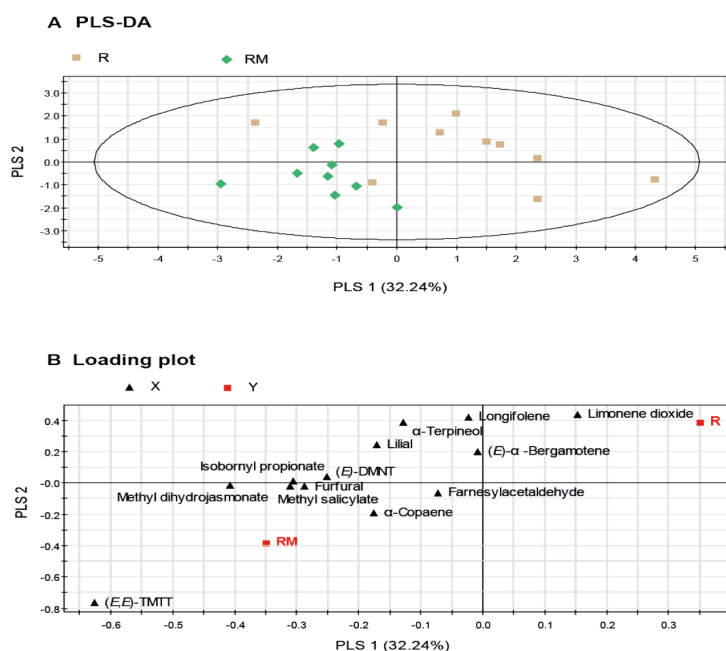 A PLS-DA
R RM
3.0
2.0
1.0
0.0
-1.0
-2.0
-3.0
PLS 2
-5 -4 -3 -2 -1 0 1 2 3 4 5
PLS 1 (32.24%)
B Loading plot
X Y
0.4
0.2
-0.0
-0.2
-0.4
-0.6
-0.8
PLS 2
Longifolene
Limonene dioxide
R
α-Terpineol
Lilial
(E)-α -Bergamotene
Isobornyl propionate
(E)-DMNT
Methyl dihydrojasmonate
Furfural
Methyl salicylate
Farnesylacetaldehyde
α-Copaene
RM
(E,E)-TMTT
-0.6 -0.5 -0.4 -0.3 -0.2 -0.1 0.0 0.1 0.2 0.3
PLS 1 (32.24%)